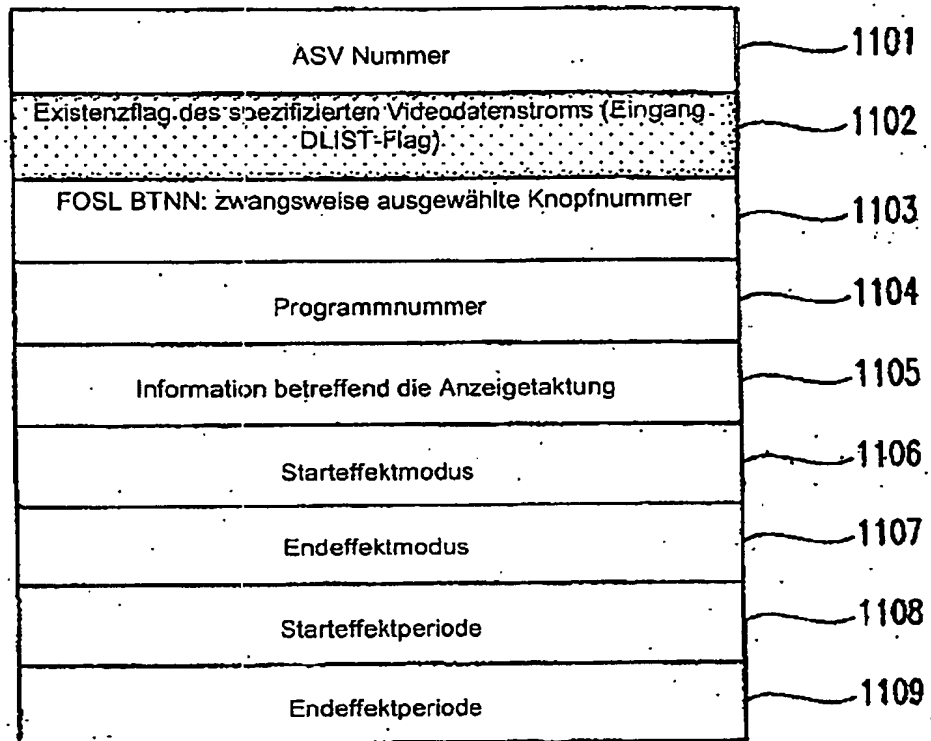 ASV Nummer
1101
Existenzflag des spezifizierten Videodatenstroms (Eingang
DLIST-Flag)
1102
FOSL BTNN: zwangsweise ausgewählte Knopfnummer
1103
Programmnummer
1104
Information betreffend die Anzeigetaktung
1105
Starteffektmodus
1106
Endeffektmodus
1107
Starteffektperiode
1108
Endeffektperiode
1109